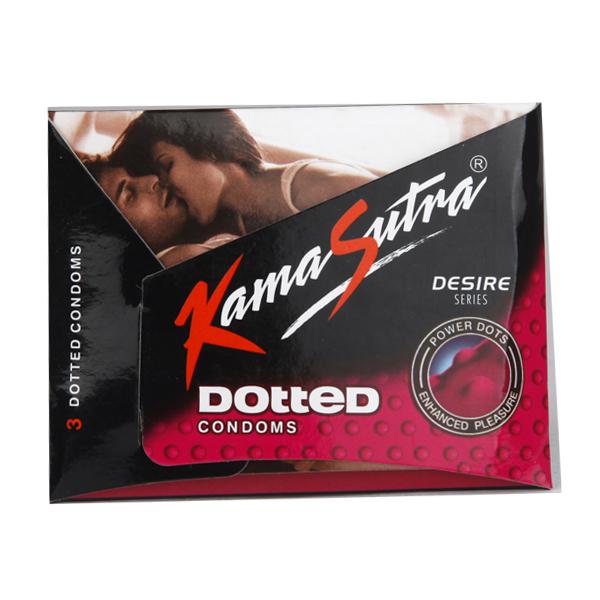 KamaSutra®
DESIRE
SERIES
POWER DOTS
ENHANCED PLEASURE
DOtteD
CONDOMS
3 DOTTED CONDOMS